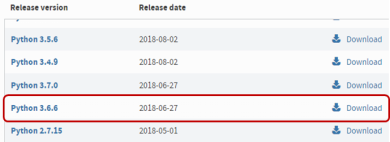 Release version Release date
Python 3.5.6 2018-08-02 Download
Python 3.4.9 2018-08-02 Download
Python 3.7.0 2018-06-27 Download
Python 3.6.6 2018-06-27 Download
Python 2.7.15 2018-05-01 Download